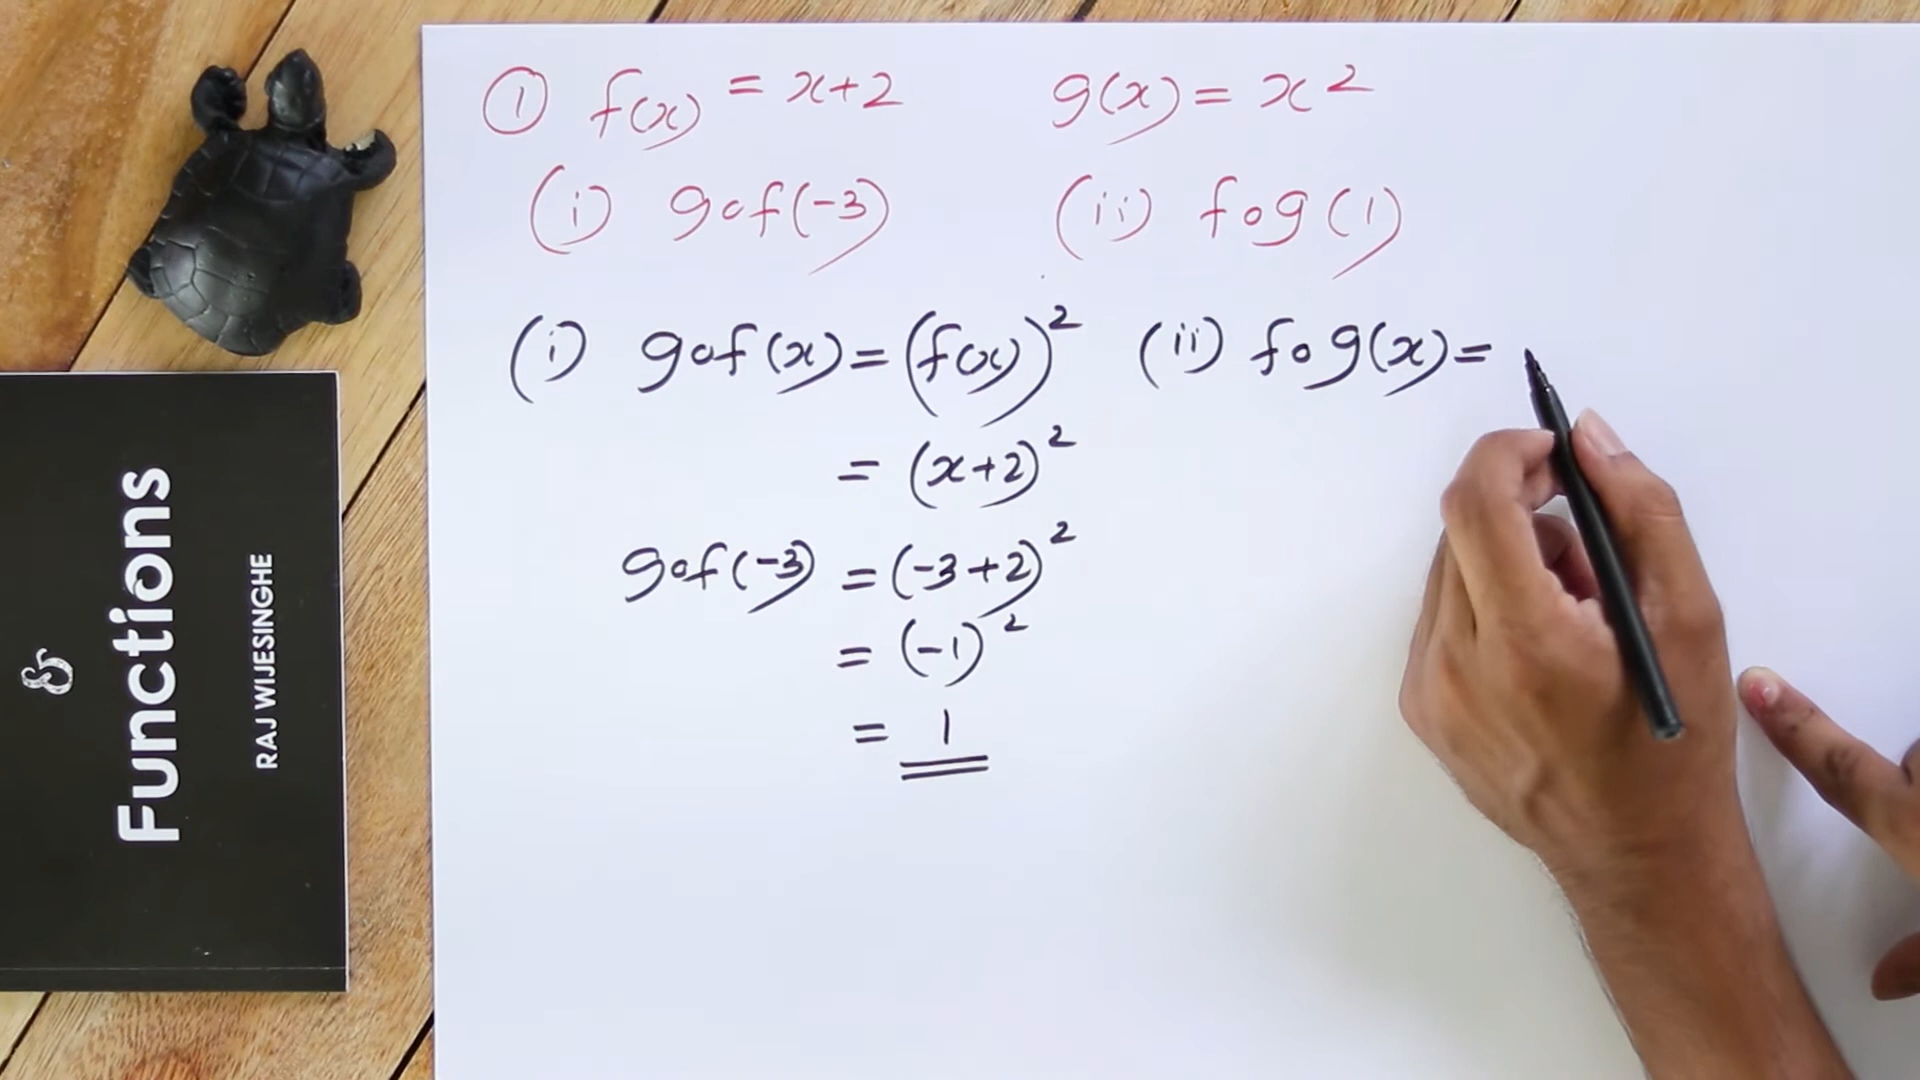 ① f(x) = x+2 g(x) = x²
(i) gof(-3) (ii) fog(1)
(i) gof(x) = (f(x))² (ii) fog(x) =
= (x+2)²
gof(-3) = (-3+2)²
= (-1)²
= 1
& Functions
RAJ WIJESINGHE